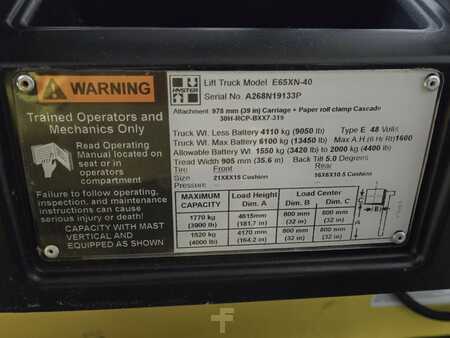 WARNING
Trained Operators and
Mechanics Only
Read Operating
Manual located on
seat or in
operators
compartment
Failure to follow operating,
inspection, and maintenance
instructions can cause
serious injury or death!
CAPACITY WITH MAST
VERTICAL AND
EQUIPPED AS SHOWN
HYSTER
Lift Truck Model E65XN-40
Serial No. A268N19133P
Attachment 978 mm (39 in) Carriage + Paper roll clamp Cascade
30H-RCP-BXX7-319
Truck Wt. Less Battery 4110 kg (9050 lb) Type E 48 Volts
Truck Wt. Max Battery 6100 kg (13450 lb) Max A.H (6 Hr Rt)1600
Allowable Battery Wt. 1550 kg (3420 lb) to 2000 kg (4400 lb)
Tread Width 905 mm (35.6 in) Back Tilt 5.0 Degrees
Tire Front Rear
Size 21X8X15 Cushion 16X6X10.5 Cushion
Pressure
MAXIMUM CAPACITY Load Height Dim. A Load Center Dim. B Dim. C
1770 kg (3900 lb) 4615mm (181.7 in) 800 mm (32 in) 800 mm (32 in)
1820 kg (4000 lb) 4170 mm (164.2 in) 800 mm (32 in) 800 mm (32 in)
B